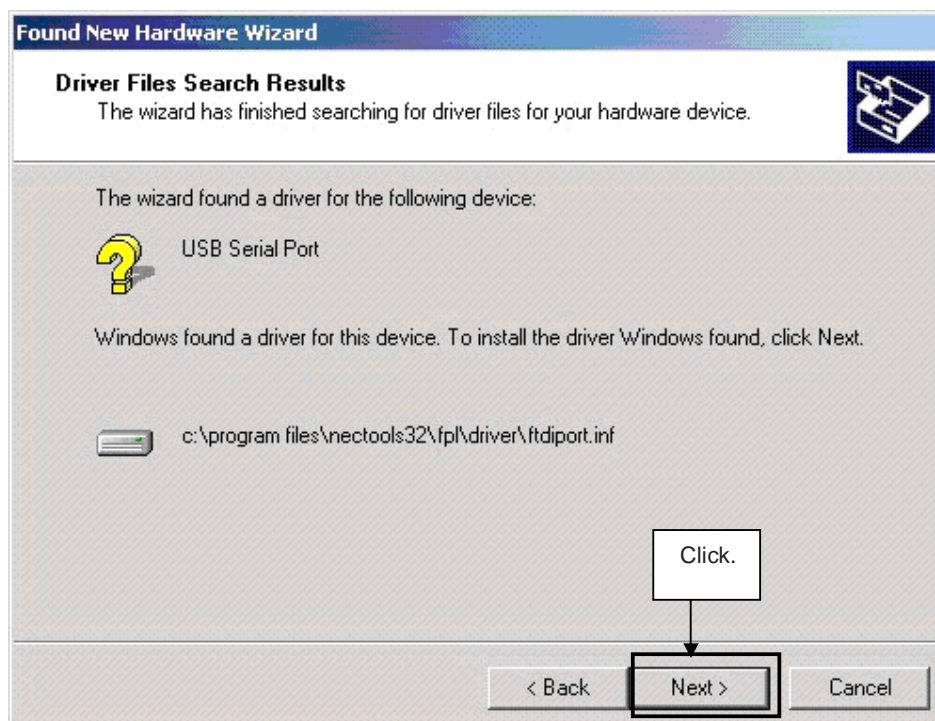 Found New Hardware Wizard
Driver Files Search Results
The wizard has finished searching for driver files for your hardware device.
The wizard found a driver for the following device:
USB Serial Port
Windows found a driver for this device. To install the driver Windows found, click Next.
c:\program files\nectools32\fpl\driver\ftdiport.inf
Click.
< Back
Next >
Cancel